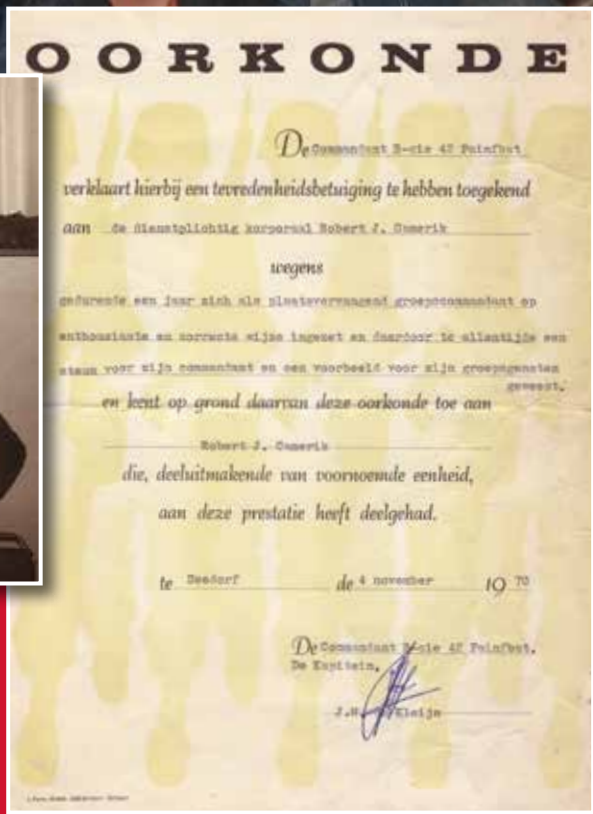 OORKONDE
De Commandant B-cie 42 Painfbat
verklaart hierbij een tevredenheidsbetuiging te hebben toegekend
aan de dienstplichtig korporaal Robert J. Cumerik
wegens
gedurende een jaar zich als plaatsvervangend groepscommandant op
enthousiaste en correcte wijze ingezet en daardoor te allentijde een
steun voor zijn commandant en een voorbeeld voor zijn groepsgenoten
geweest.
en kent op grond daarvan deze oorkonde toe aan
Robert J. Cumerik
die, deeluitmakende van voornoemde eenheid,
aan deze prestatie heeft deelgehad.
te Seedorf de 4 november 19 70
De Commandant B-cie 42 Painfbat.
De Kapitein,
J.H. Kleijn